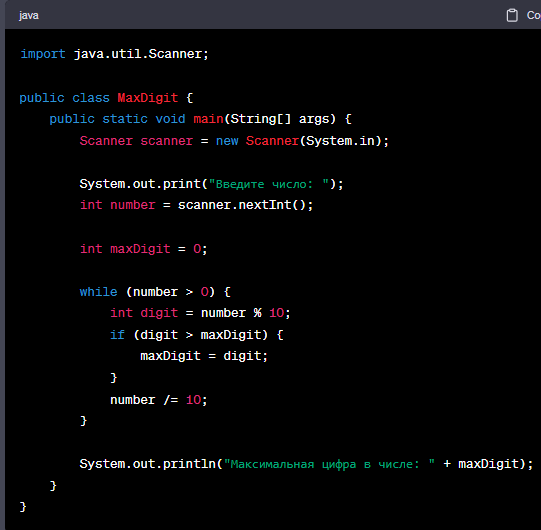 java
Co
import java.util.Scanner;
public class MaxDigit {
public static void main(String[] args) {
Scanner scanner = new Scanner(System.in);
System.out.print("Введите число: ");
int number = scanner.nextInt();
int maxDigit = 0;
while (number > 0) {
int digit = number % 10;
if (digit > maxDigit) {
maxDigit = digit;
}
number /= 10;
}
System.out.println("Максимальная цифра в числе: " + maxDigit);
}
}